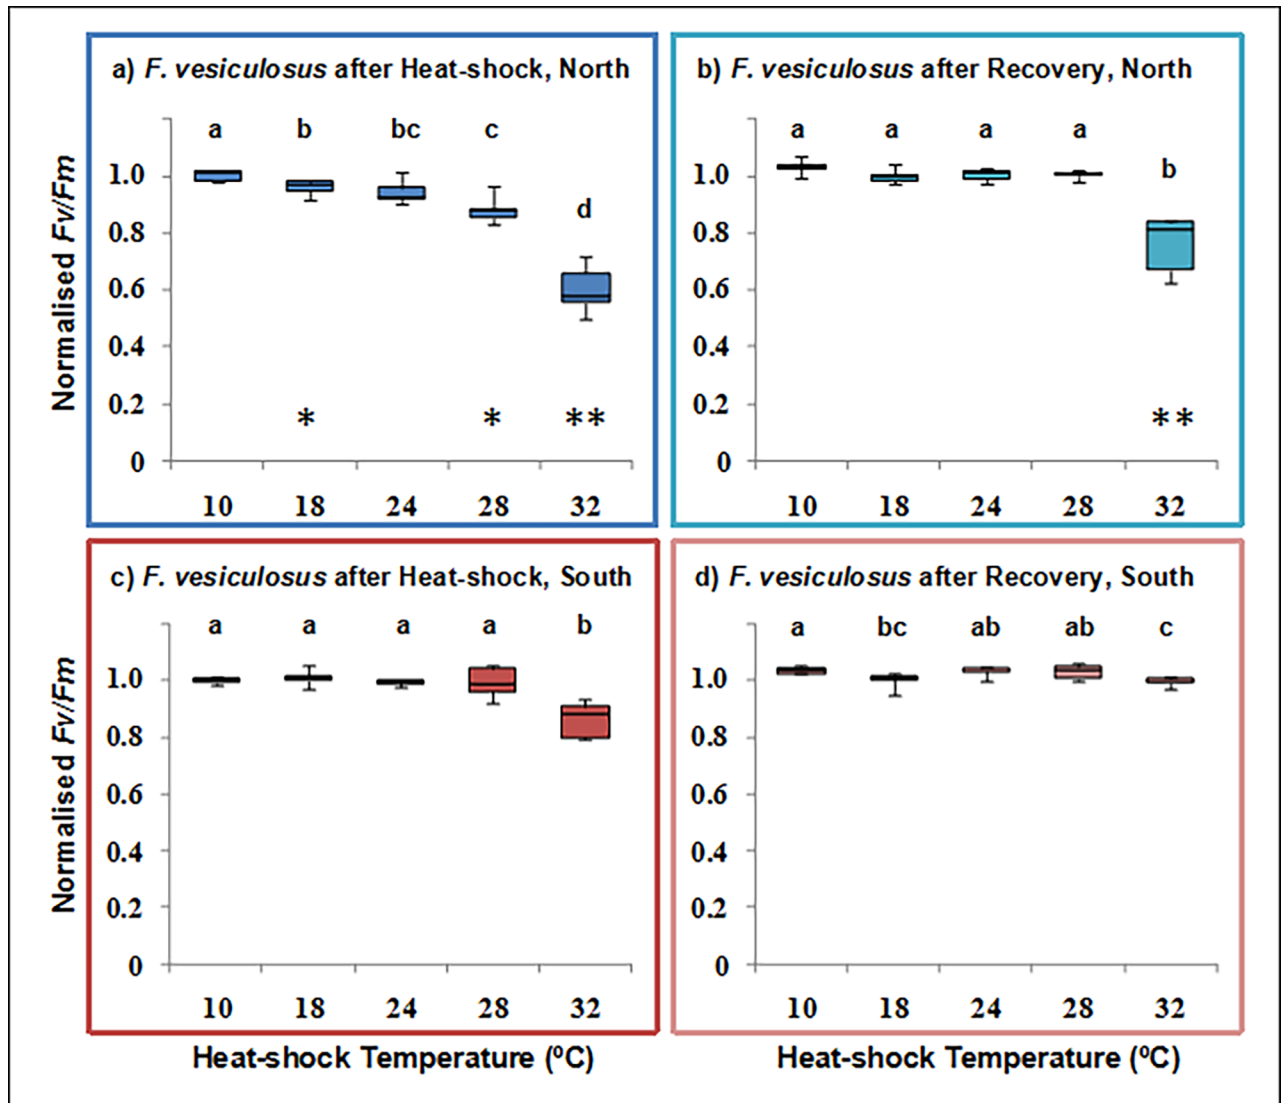 a) F. vesiculosus after Heat-shock, North
a b bc c d
Normalised Fv/Fm
1.0
0.8
0.6
0.4
0.2
0
* * **
10 18 24 28 32
b) F. vesiculosus after Recovery, North
a a a a b
1.0
0.8
0.6
0.4
0.2
0
**
10 18 24 28 32
c) F. vesiculosus after Heat-shock, South
a a a a b
Normalised Fv/Fm
1.0
0.8
0.6
0.4
0.2
0
10 18 24 28 32
Heat-shock Temperature (ºC)
d) F. vesiculosus after Recovery, South
a bc ab ab c
1.0
0.8
0.6
0.4
0.2
0
10 18 24 28 32
Heat-shock Temperature (ºC)